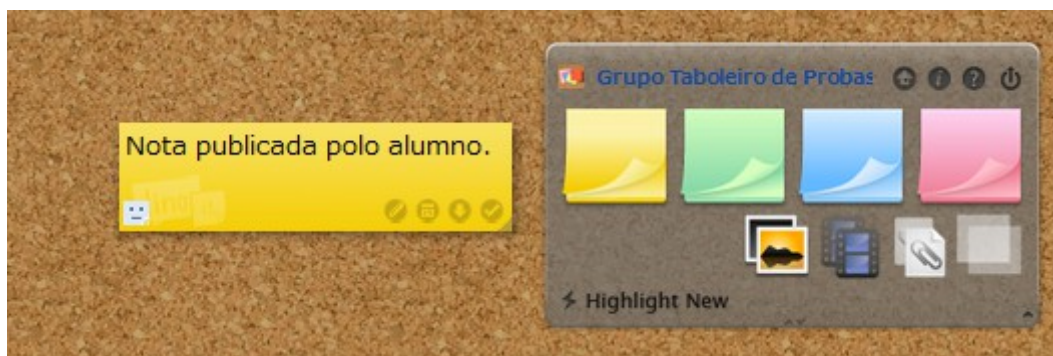 Nota publicada polo alumno.
Grupo Taboleiro de Probas
Highlight New